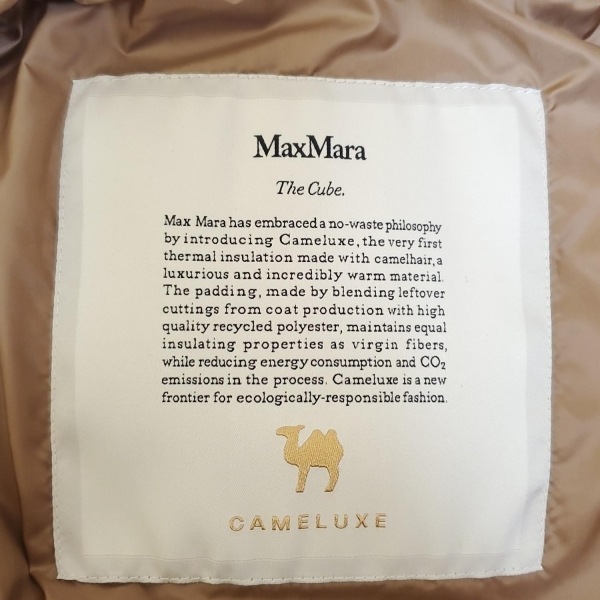 MaxMara
The Cube.
Max Mara has embraced a no-waste philosophy
by introducing Cameluxe, the very first
thermal insulation made with camelhair, a
luxurious and incredibly warm material.
The padding, made by blending leftover
cuttings from coat production with high
quality recycled polyester, maintains equal
insulating properties as virgin fibers,
while reducing energy consumption and CO₂
emissions in the process. Cameluxe is a new
frontier for ecologically-responsible fashion.
CAMELUXE